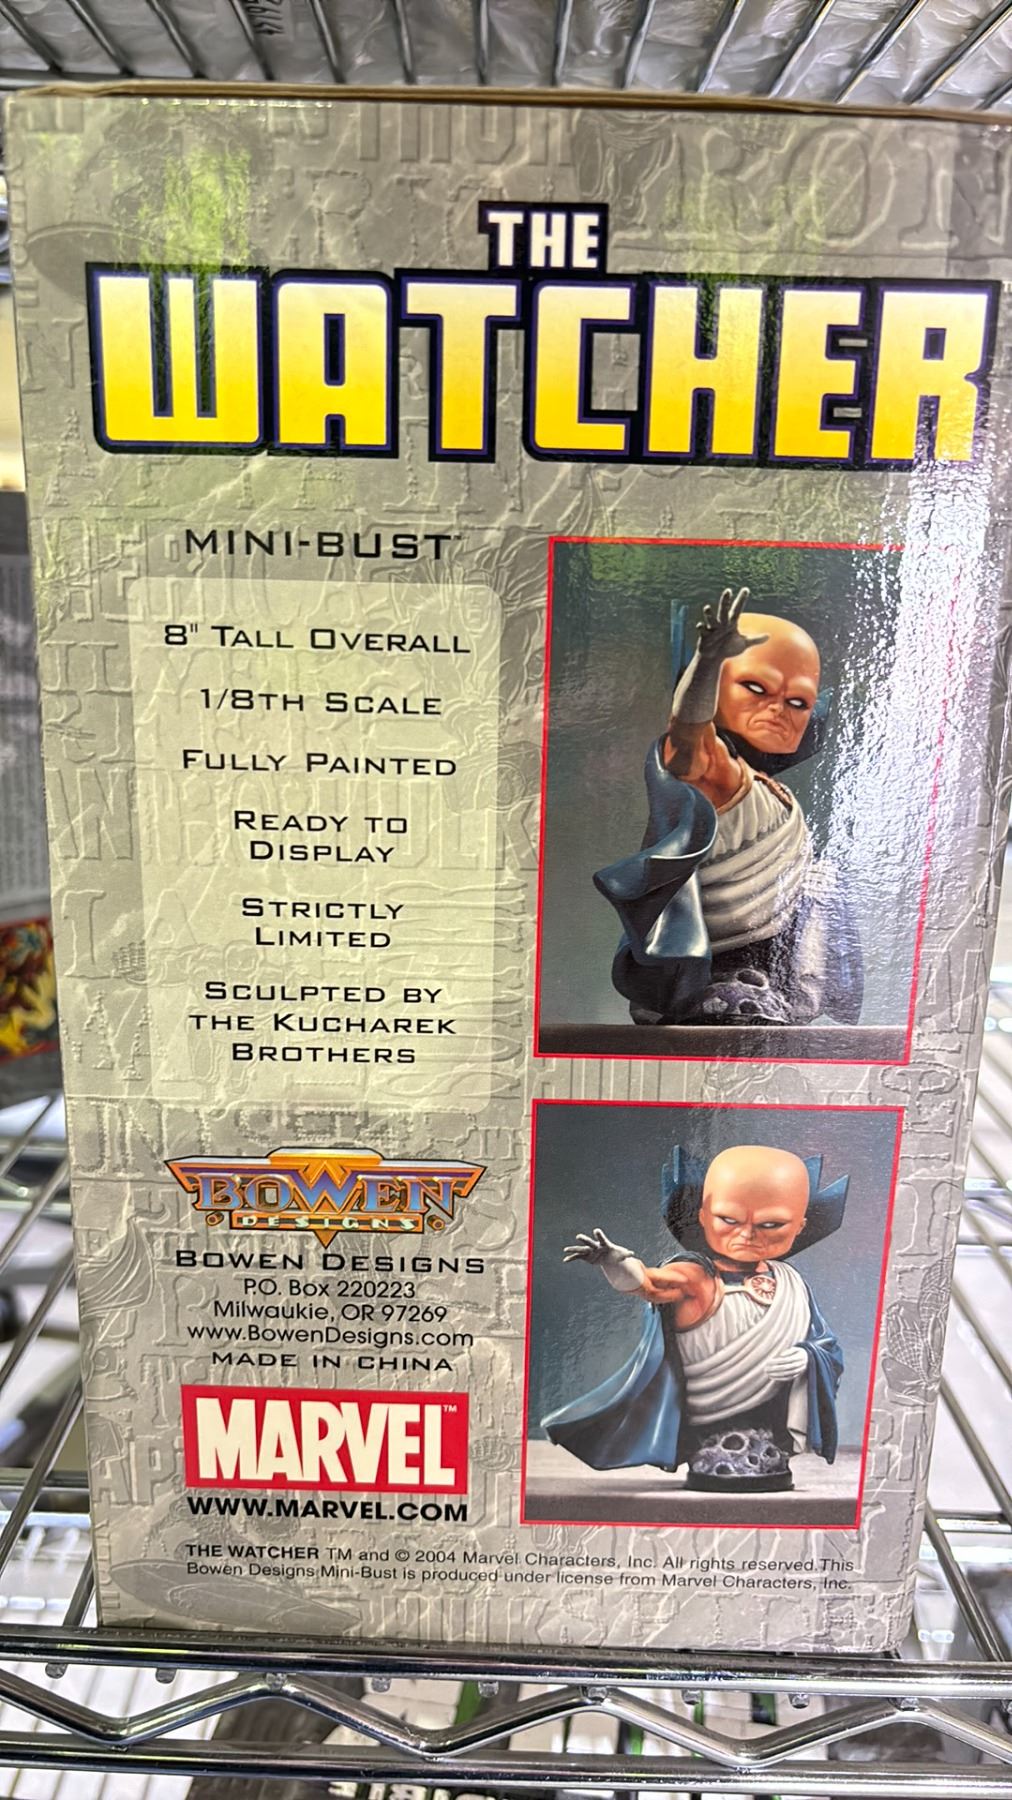 THE
WATCHER
MINI-BUST™
8" TALL OVERALL
1/8TH SCALE
FULLY PAINTED
READY TO
DISPLAY
STRICTLY
LIMITED
SCULPTED BY
THE KUCHAREK
BROTHERS
BOWEN
DESIGNS
BOWEN DESIGNS
P.O. Box 220223
Milwaukie, OR 97269
www.BowenDesigns.com
MADE IN CHINA
MARVEL™
WWW.MARVEL.COM
THE WATCHER TM and © 2004 Marvel Characters, Inc. All rights reserved. This
Bowen Designs Mini-Bust is produced under license from Marvel Characters, Inc.